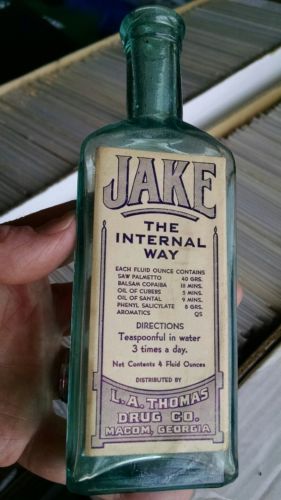 JAKE
THE
INTERNAL
WAY
EACH FLUID OUNCE CONTAINS
SAW PALMETTO 40 GRS.
BALSAM COPAIBA 18 MINS.
OIL OF CUBEBS 5 MINS.
OIL OF SANTAL 9 MINS.
PHENYL SALICYLATE 8 GRS.
AROMATICS QS
DIRECTIONS
Teaspoonful in water
3 times a day.
Net Contents 4 Fluid Ounces
DISTRIBUTED BY
L. A. THOMAS
DRUG CO.
MACON, GEORGIA